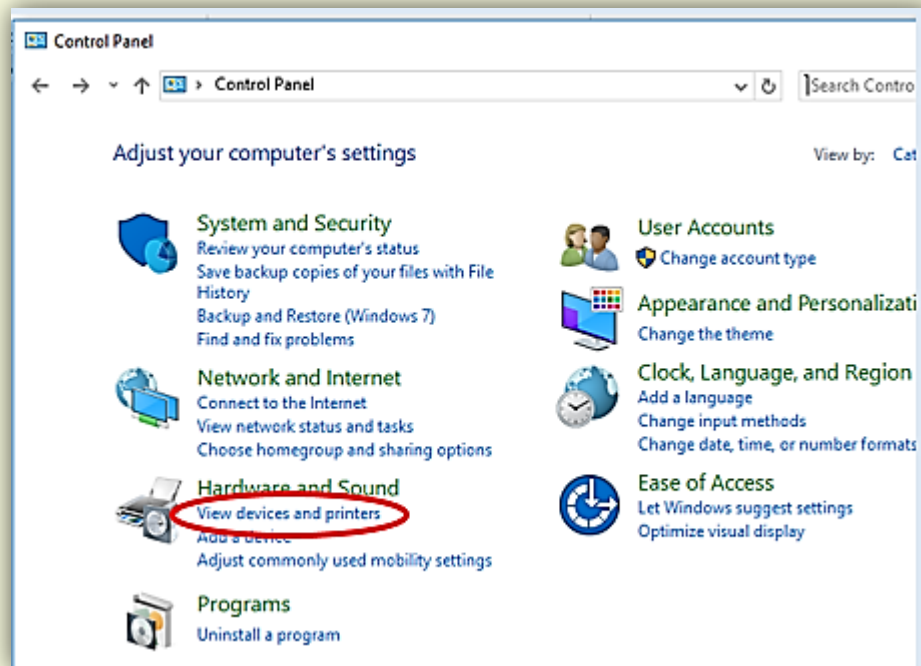 Control Panel
Control Panel
Search Contro
Adjust your computer's settings
View by: Cat
System and Security
Review your computer's status
Save backup copies of your files with File
History
Backup and Restore (Windows 7)
Find and fix problems
Network and Internet
Connect to the Internet
View network status and tasks
Choose homegroup and sharing options
Hardware and Sound
View devices and printers
Add a device
Adjust commonly used mobility settings
Programs
Uninstall a program
User Accounts
Change account type
Appearance and Personalizati
Change the theme
Clock, Language, and Region
Add a language
Change input methods
Change date, time, or number formats
Ease of Access
Let Windows suggest settings
Optimize visual display